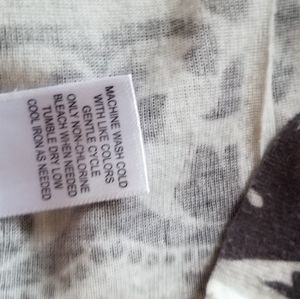 MACHINE WASH COLD
WITH LIKE COLORS
GENTLE CYCLE
ONLY NON-CHLORINE
BLEACH WHEN NEEDED
TUMBLE DRY LOW
COOL IRON AS NEEDED